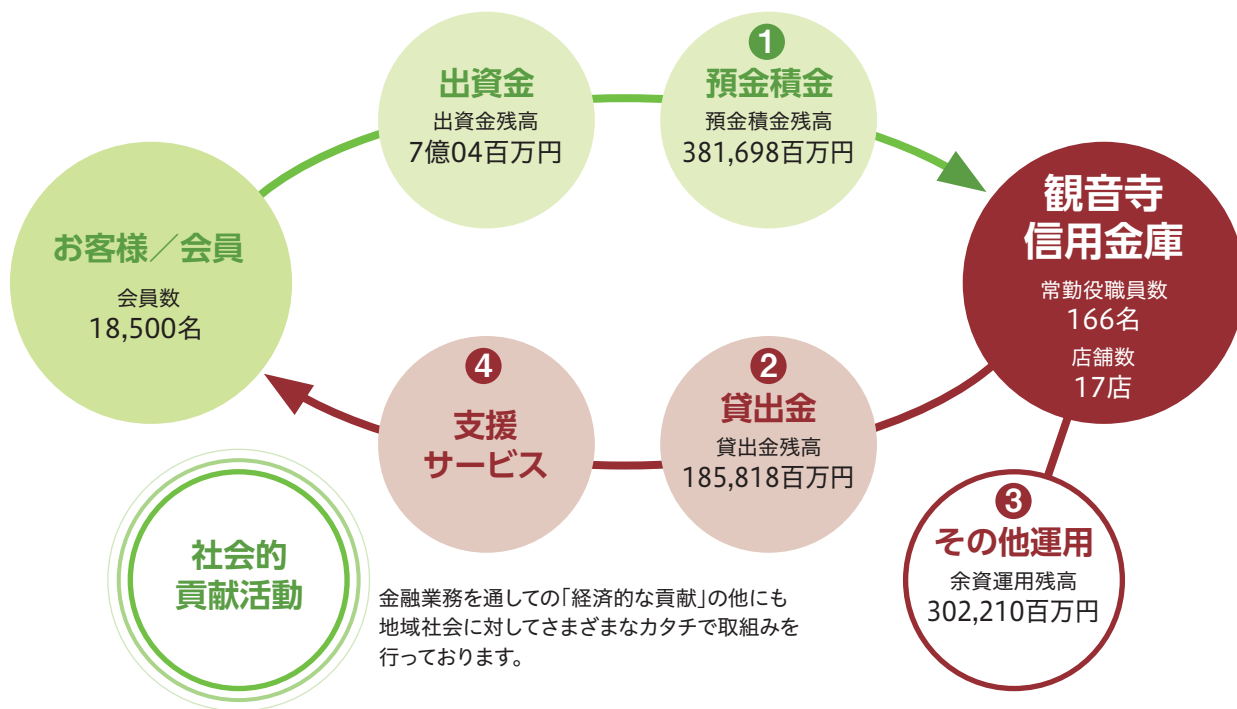 出資金
出資金残高
7億04百万円
❶
預金積金
預金積金残高
381,698百万円
観音寺
信用金庫
常勤役職員数
166名
店舗数
17店
お客様／会員
会員数
18,500名
❹
支援
サービス
❷
貸出金
貸出金残高
185,818百万円
❸
その他運用
余資運用残高
302,210百万円
社会的
貢献活動
金融業務を通しての「経済的な貢献」の他にも
地域社会に対してさまざまなカタチで取組みを
行っております。